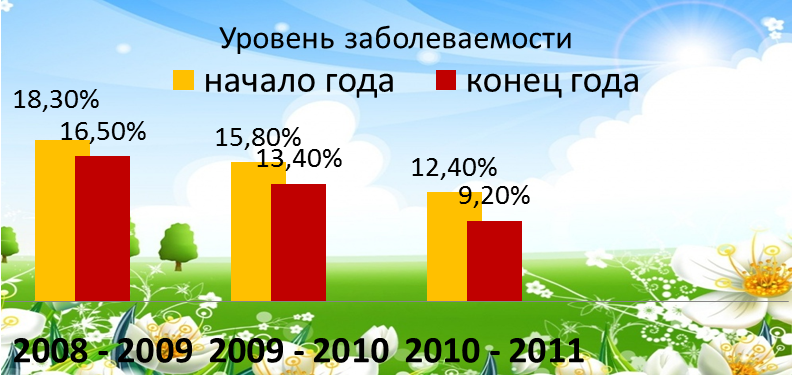 Уровень заболеваемости
начало года конец года
18,30%
16,50%
15,80%
13,40%
12,40%
9,20%
2008 - 2009 2009 - 2010 2010 - 2011